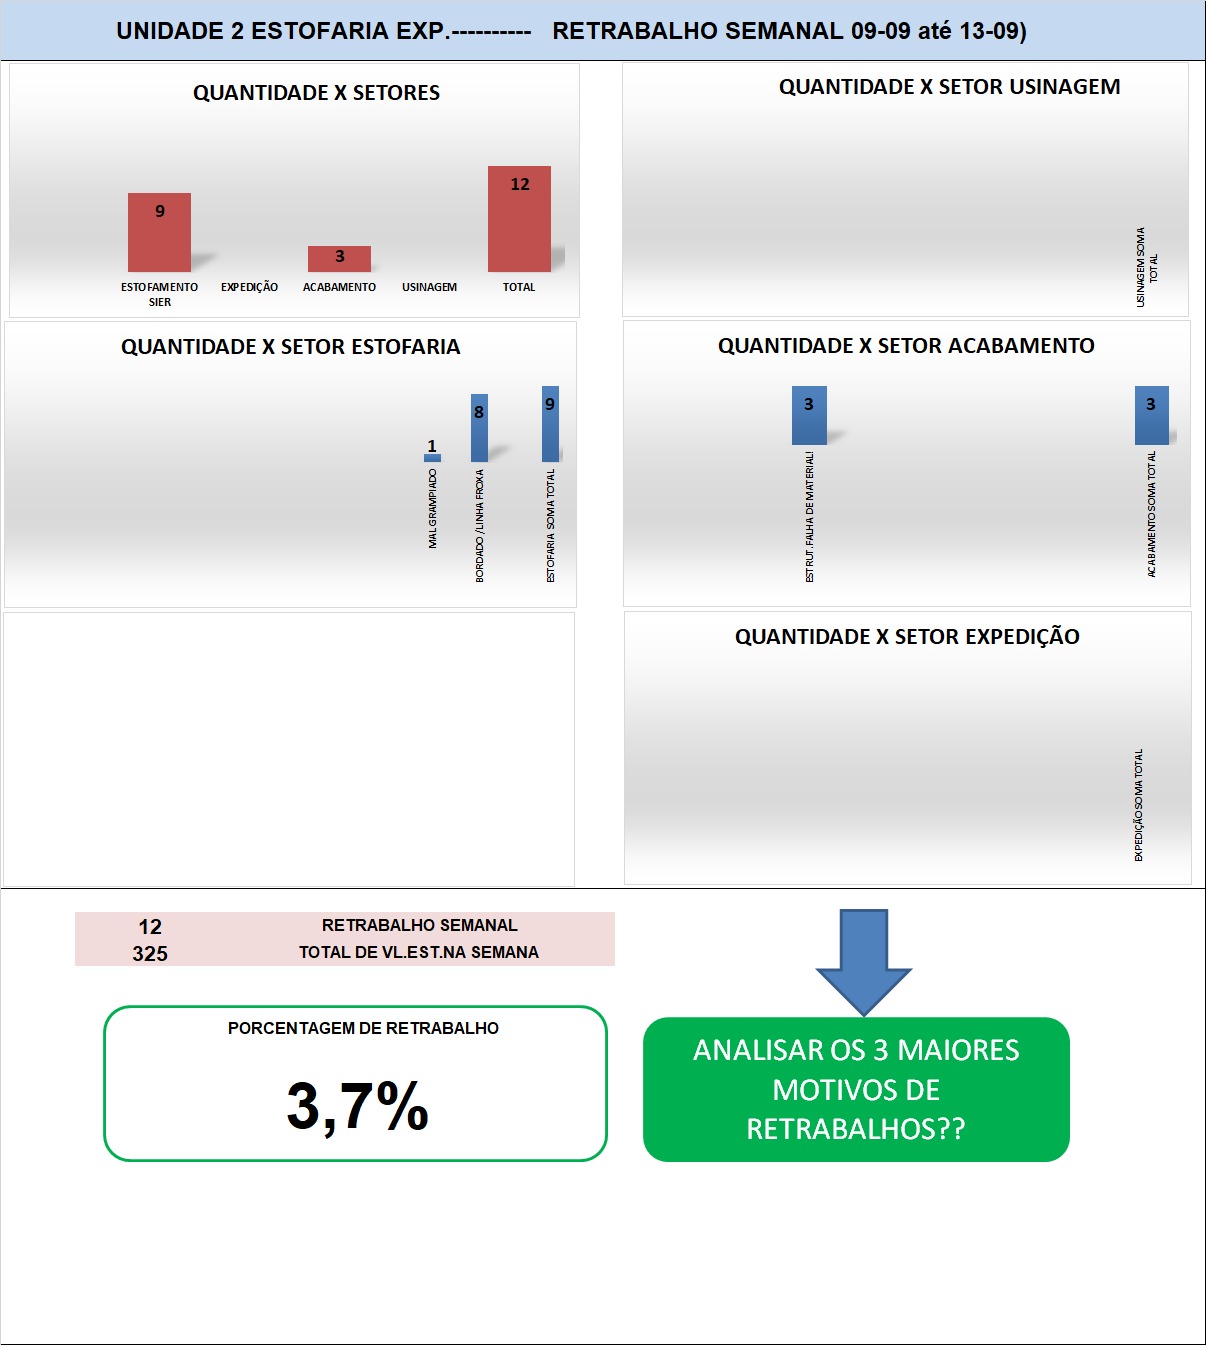 UNIDADE 2 ESTOFARIA EXP.---------- RETRABALHO SEMANAL 09-09 até 13-09)
QUANTIDADE X SETORES
9
3
12
ESTOFAMENTO
SIER
EXPEDIÇÃO
ACABAMENTO
USINAGEM
TOTAL
QUANTIDADE X SETOR USINAGEM
USINAGEM SOMA
TOTAL
QUANTIDADE X SETOR ESTOFARIA
1
8
9
MAL GRAMPIADO
BORDADO /LINHA FROXA
ESTOFARIA SOMA TOTAL
QUANTIDADE X SETOR ACABAMENTO
3
3
ESTRUT. FALHA DE MATERIAL!
ACABAMENTO SOMA TOTAL
QUANTIDADE X SETOR EXPEDIÇÃO
EXPEDIÇÃO SOMA TOTAL
12 RETRABALHO SEMANAL
325 TOTAL DE VL.EST.NA SEMANA
PORCENTAGEM DE RETRABALHO
3,7%
ANALISAR OS 3 MAIORES
MOTIVOS DE
RETRABALHOS??